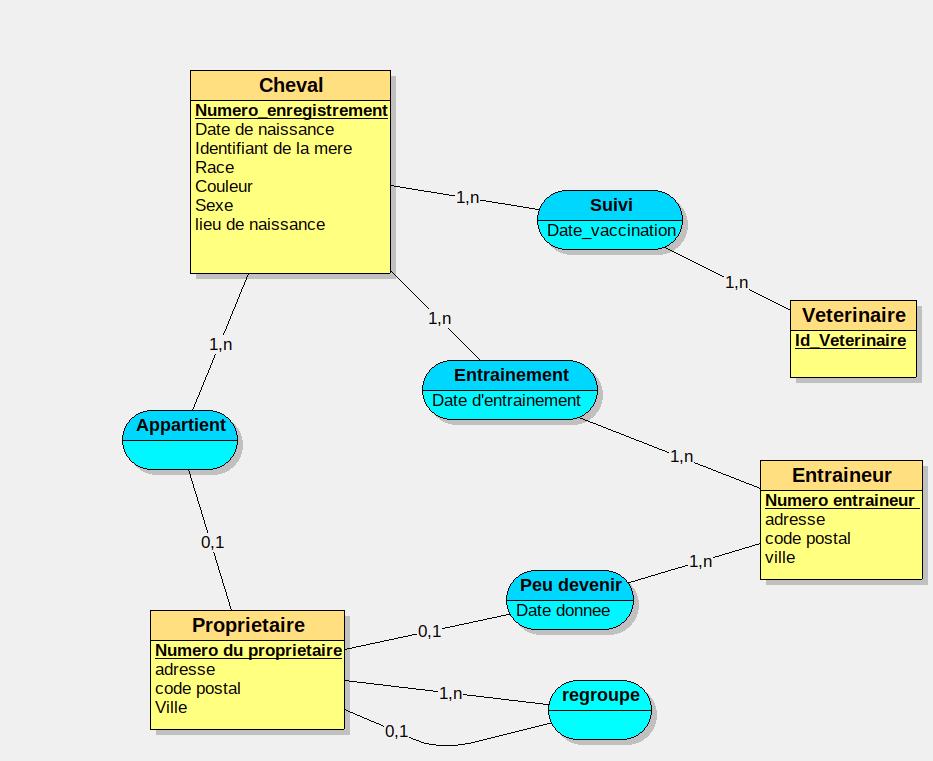 Cheval
Numero_enregistrement
Date de naissance
Identifiant de la mere
Race
Couleur
Sexe
lieu de naissance
1,n
Suivi
Date_vaccination
1,n
Veterinaire
Id_Veterinaire
1,n
Entrainement
Date d'entrainement
1,n
Entraineur
Numero entraineur
adresse
code postal
ville
1,n
Appartient
0,1
Proprietaire
Numero du proprietaire
adresse
code postal
Ville
0,1
Peu devenir
Date donnee
1,n
1,n
regroupe
0,1